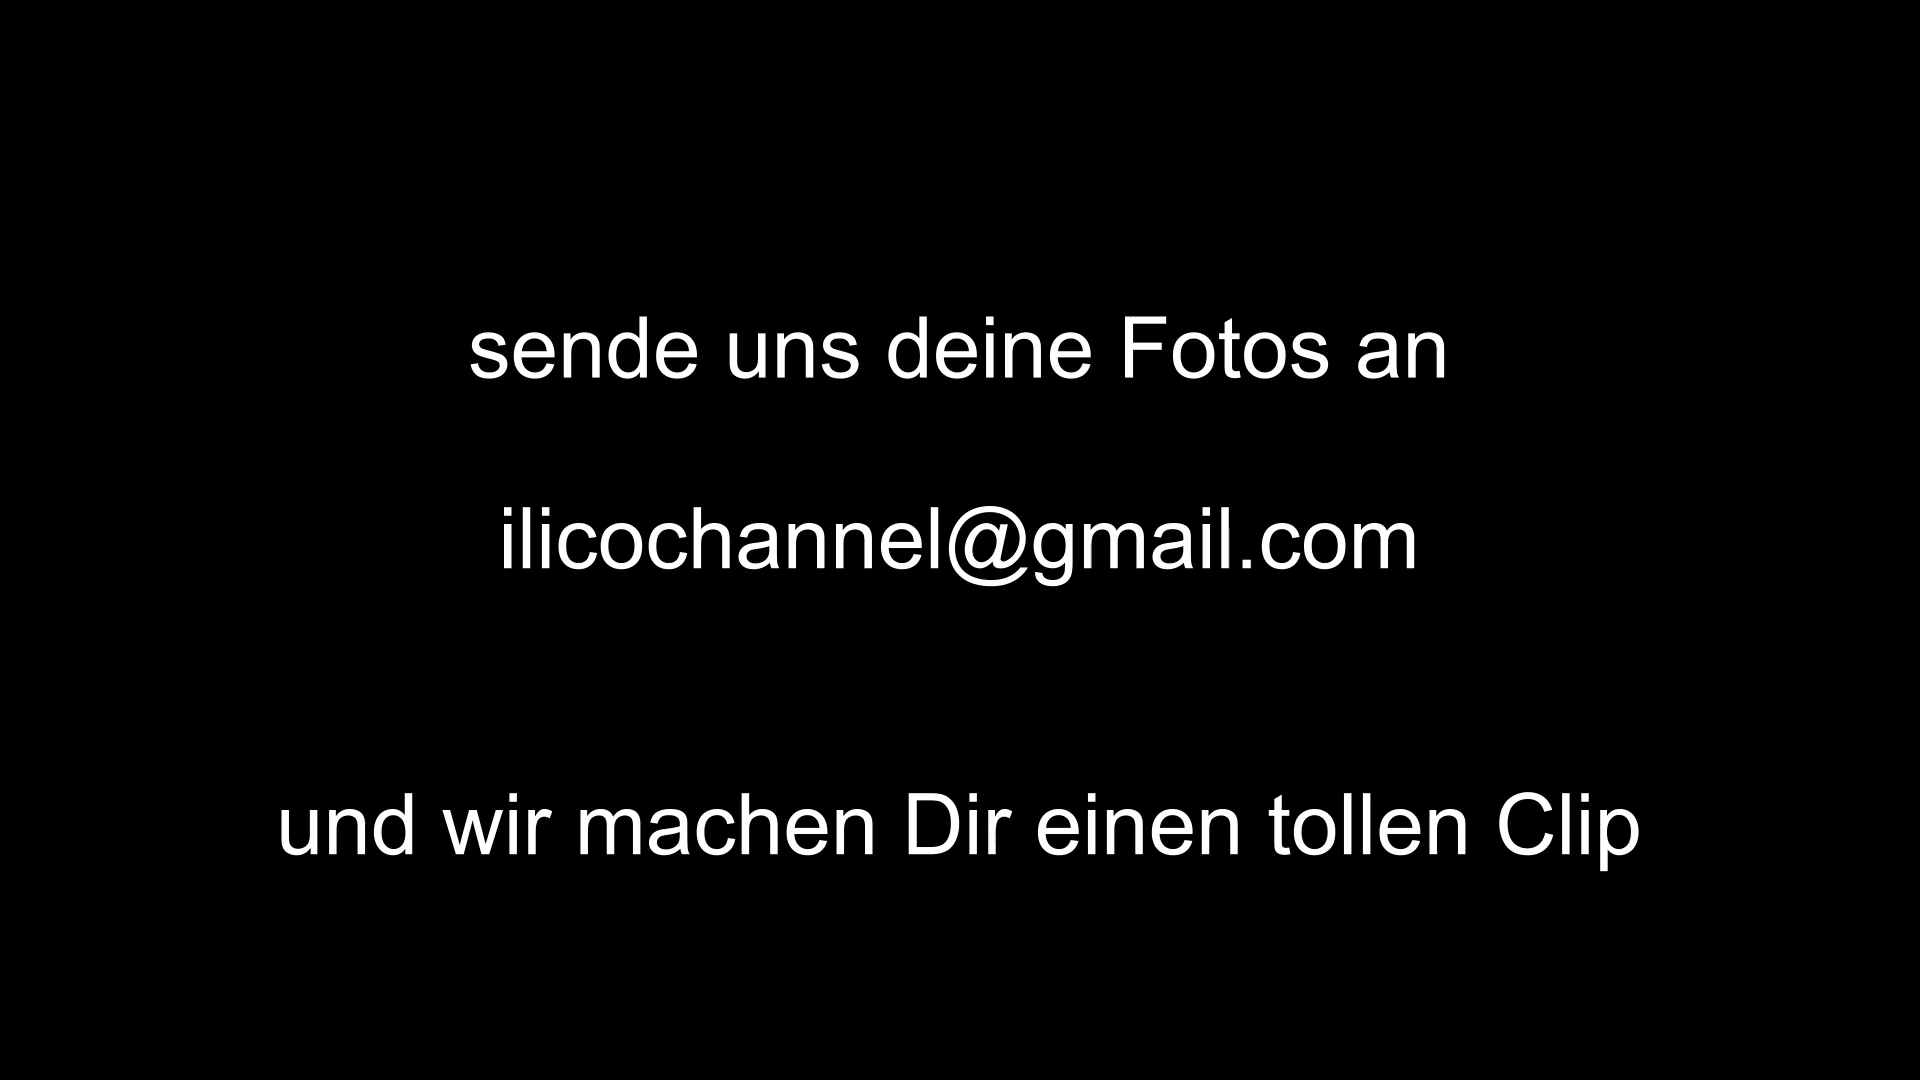 sende uns deine Fotos an
ilicochannel@gmail.com
und wir machen Dir einen tollen Clip